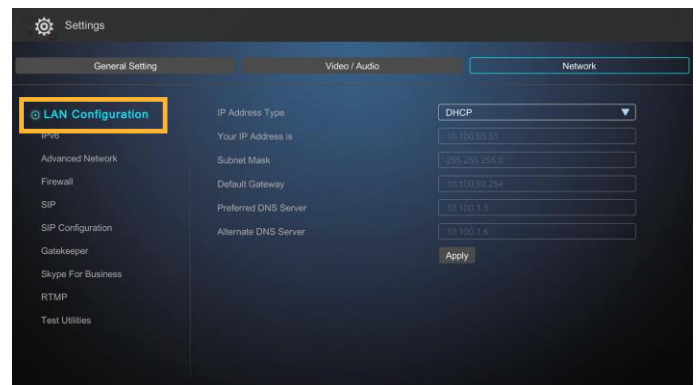 Settings
General Setting Video / Audio Network
LAN Configuration
IP Address Type DHCP
IPv6 Your IP Address is 10.100.93.51
Advanced Network Subnet Mask 255.255.255.0
Firewall Default Gateway 10.100.93.254
SIP Preferred DNS Server 10.100.1.5
SIP Configuration Alternate DNS Server 10.100.1.6
Gatekeeper Apply
Skype For Business
RTMP
Test Utilities